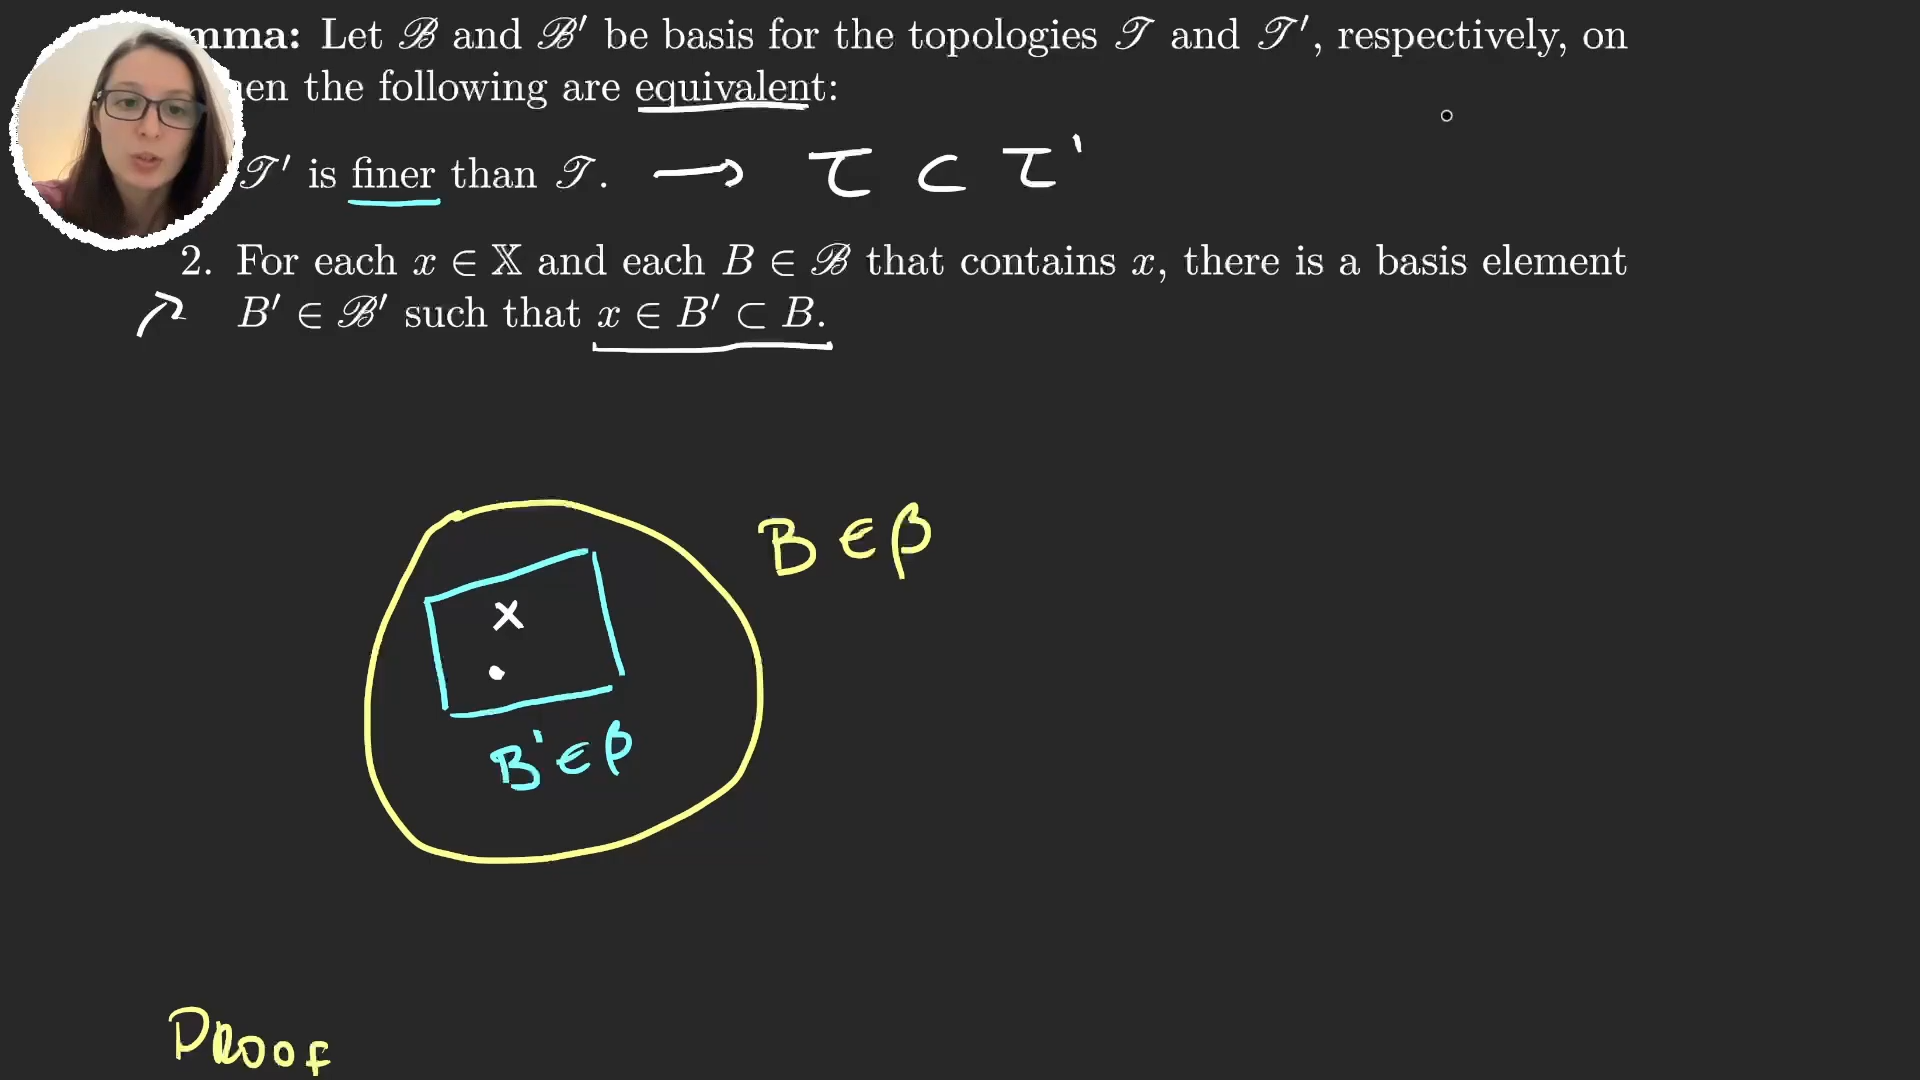 mma: Let ℬ and ℬ′ be basis for the topologies 𝒯 and 𝒯′, respectively, on
en the following are equivalent:
𝒯′ is finer than 𝒯. → τ ⊂ τ'
2. For each x ∈ 𝕏 and each B ∈ ℬ that contains x, there is a basis element
B′ ∈ ℬ′ such that x ∈ B′ ⊂ B.
B ∈ β
x
B' ∈ β
PROOF